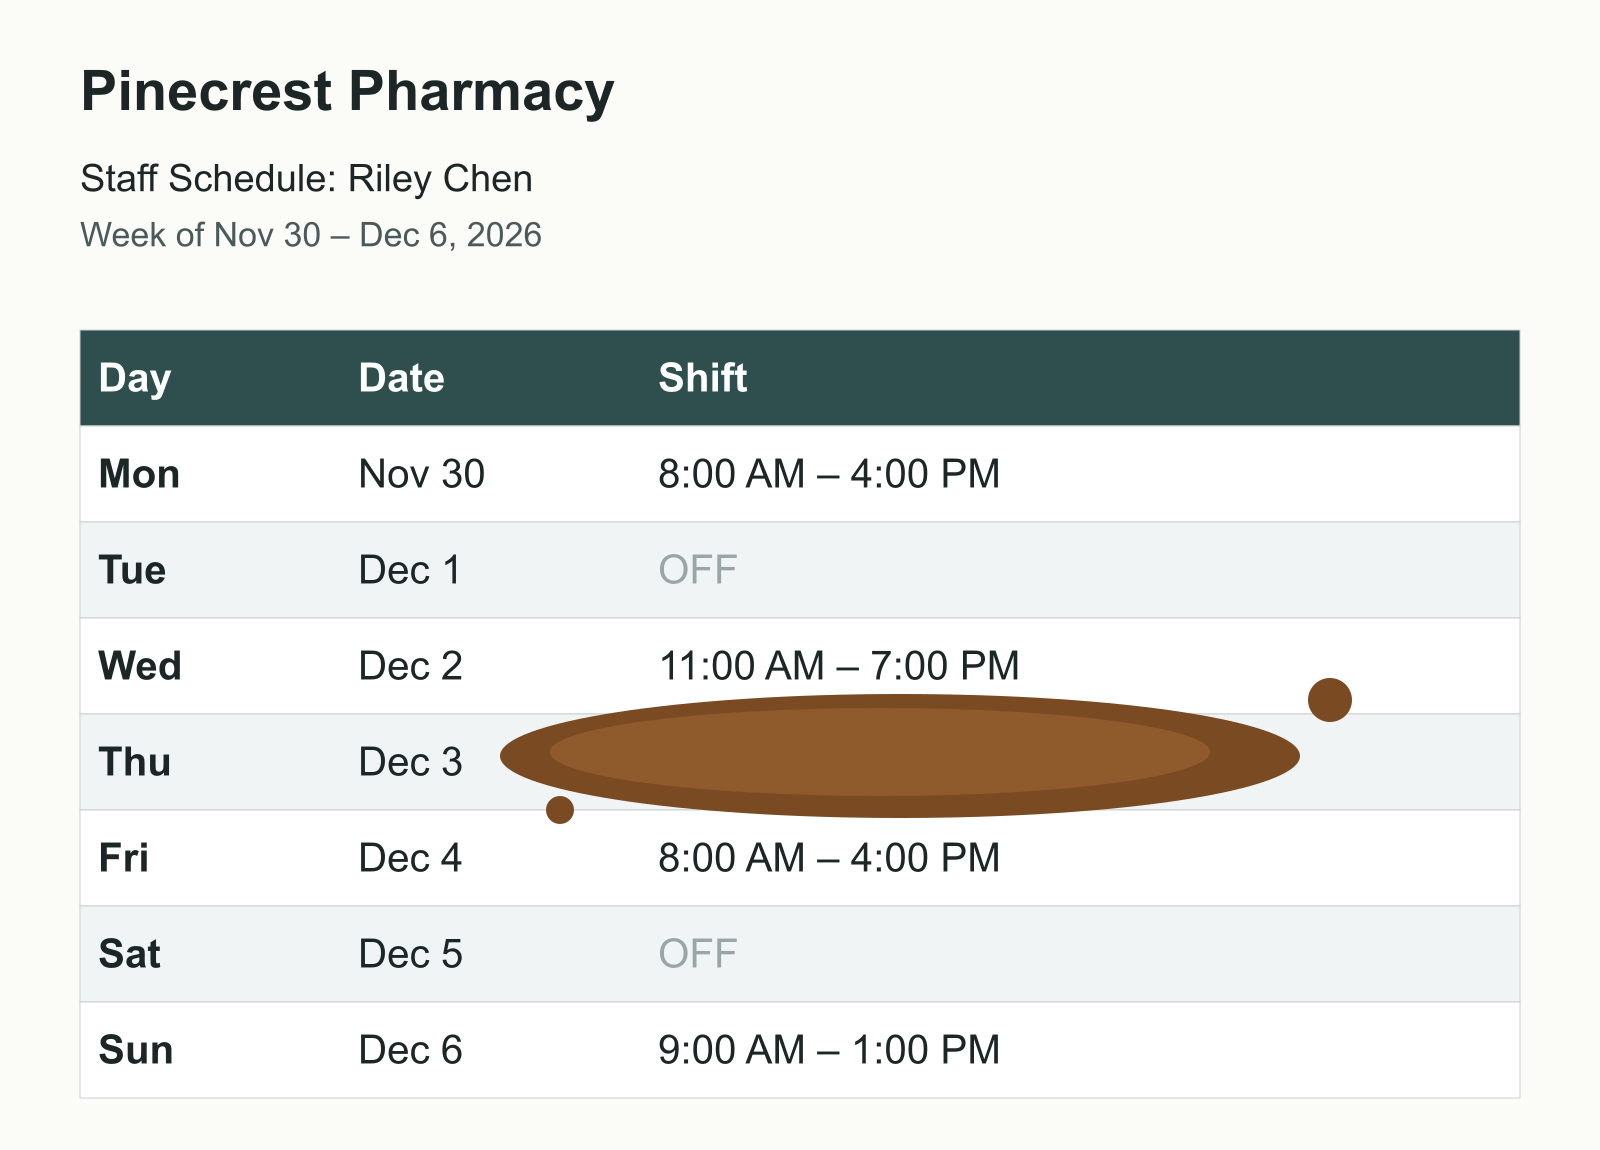 Pinecrest Pharmacy
Staff Schedule: Riley Chen
Week of Nov 30 – Dec 6, 2026
Day Date Shift
Mon Nov 30 8:00 AM – 4:00 PM
Tue Dec 1 OFF
Wed Dec 2 11:00 AM – 7:00 PM
Thu Dec 3
Fri Dec 4 8:00 AM – 4:00 PM
Sat Dec 5 OFF
Sun Dec 6 9:00 AM – 1:00 PM